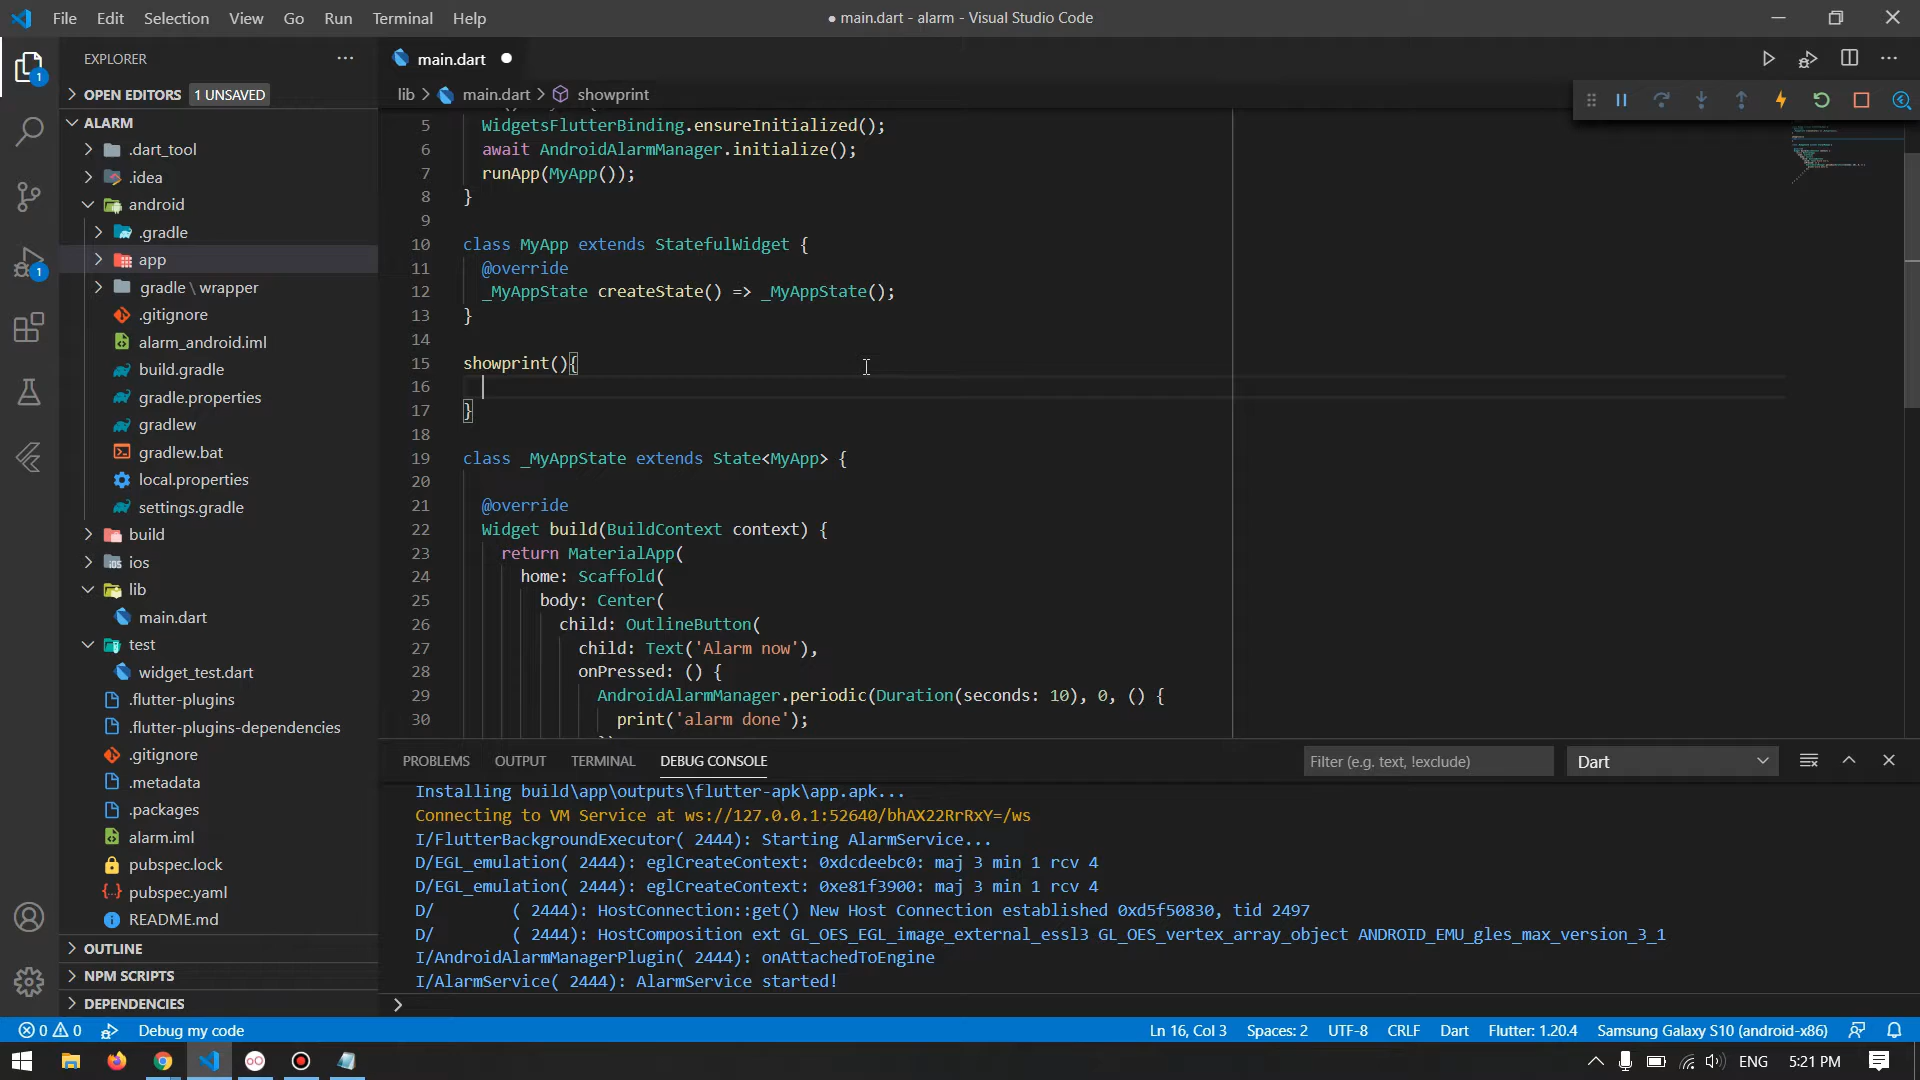 File Edit Selection View Go Run Terminal Help
● main.dart - alarm - Visual Studio Code
EXPLORER
OPEN EDITORS 1 UNSAVED
ALARM
.dart_tool
.idea
android
.gradle
app
gradle \ wrapper
.gitignore
alarm_android.iml
build.gradle
gradle.properties
gradlew
gradlew.bat
local.properties
settings.gradle
build
ios
lib
main.dart
test
widget_test.dart
.flutter-plugins
.flutter-plugins-dependencies
.gitignore
.metadata
.packages
alarm.iml
pubspec.lock
pubspec.yaml
README.md
OUTLINE
NPM SCRIPTS
DEPENDENCIES
main.dart
lib > main.dart > showprint
5 WidgetsFlutterBinding.ensureInitialized();
6 await AndroidAlarmManager.initialize();
7 runApp(MyApp());
8 }
9
10 class MyApp extends StatefulWidget {
11 @override
12 _MyAppState createState() => _MyAppState();
13 }
14
15 showprint(){
16
17 }
18
19 class _MyAppState extends State<MyApp> {
20
21 @override
22 Widget build(BuildContext context) {
23 return MaterialApp(
24 home: Scaffold(
25 body: Center(
26 child: OutlineButton(
27 child: Text('Alarm now'),
28 onPressed: () {
29 AndroidAlarmManager.periodic(Duration(seconds: 10), 0, () {
30 print('alarm done');
PROBLEMS OUTPUT TERMINAL DEBUG CONSOLE
Filter (e.g. text, !exclude)
Dart
Installing build\app\outputs\flutter-apk\app.apk...
Connecting to VM Service at ws://127.0.0.1:52640/bhAX22RrRxY=/ws
I/FlutterBackgroundExecutor( 2444): Starting AlarmService...
D/EGL_emulation( 2444): eglCreateContext: 0xdcdeebc0: maj 3 min 1 rcv 4
D/EGL_emulation( 2444): eglCreateContext: 0xe81f3900: maj 3 min 1 rcv 4
D/ ( 2444): HostConnection::get() New Host Connection established 0xd5f50830, tid 2497
D/ ( 2444): HostComposition ext GL_OES_EGL_image_external_essl3 GL_OES_vertex_array_object ANDROID_EMU_gles_max_version_3_1
I/AndroidAlarmManagerPlugin( 2444): onAttachedToEngine
I/AlarmService( 2444): AlarmService started!
0 0 Debug my code
Ln 16, Col 3 Spaces: 2 UTF-8 CRLF Dart Flutter: 1.20.4 Samsung Galaxy S10 (android-x86)
ENG 5:21 PM